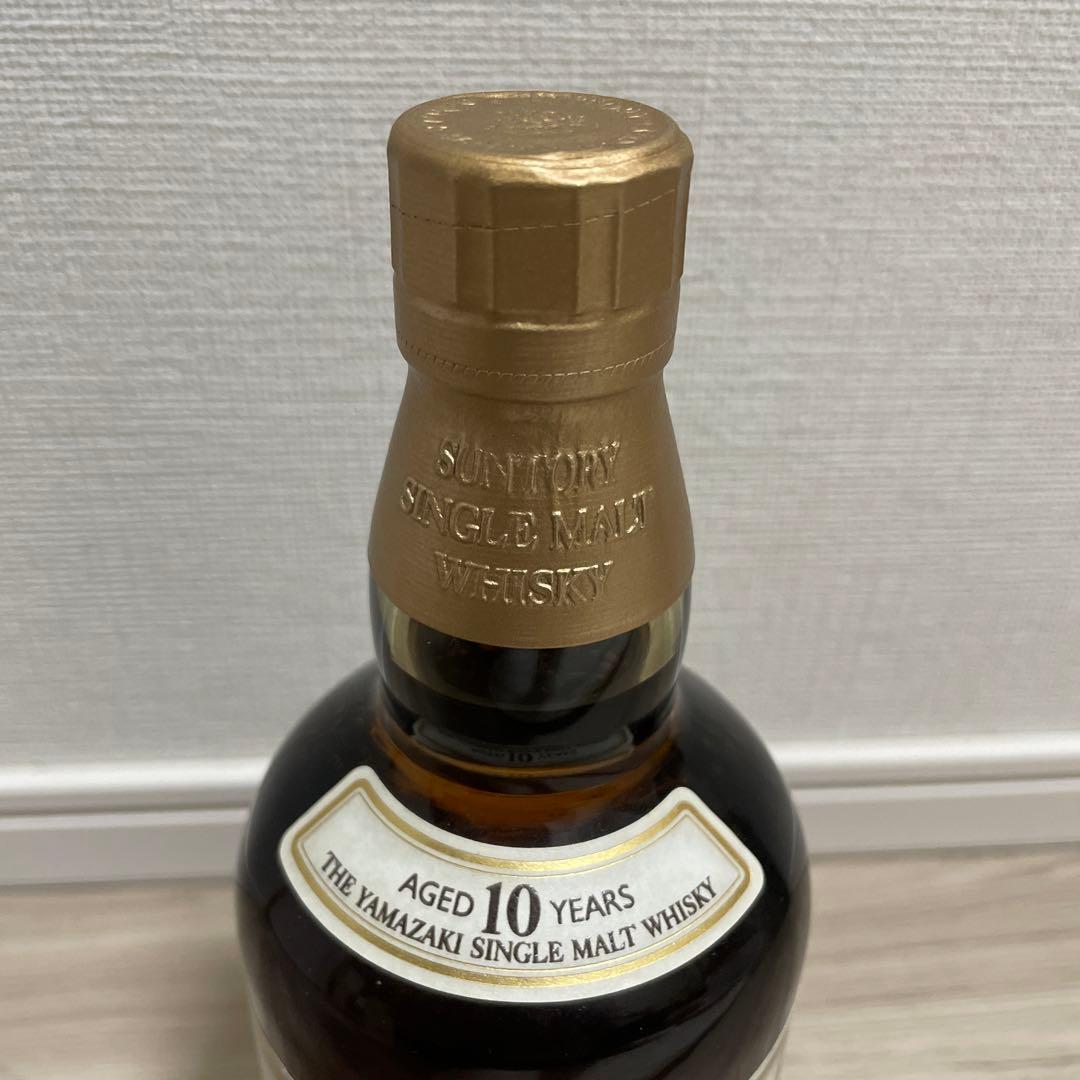 SUNTORY
SINGLE MALT
WHISKY
AGED 10 YEARS
THE YAMAZAKI SINGLE MALT WHISKY